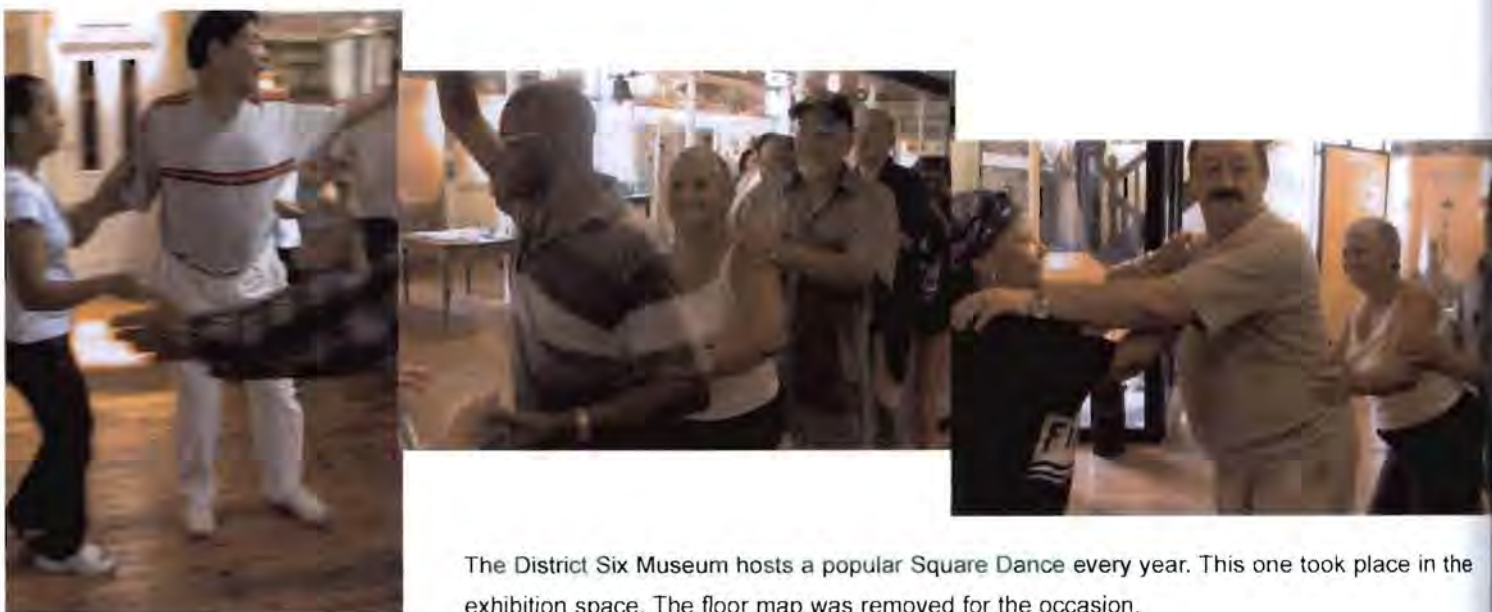 The District Six Museum hosts a popular Square Dance every year. This one took place in the
exhibition space. The floor map was removed for the occasion.